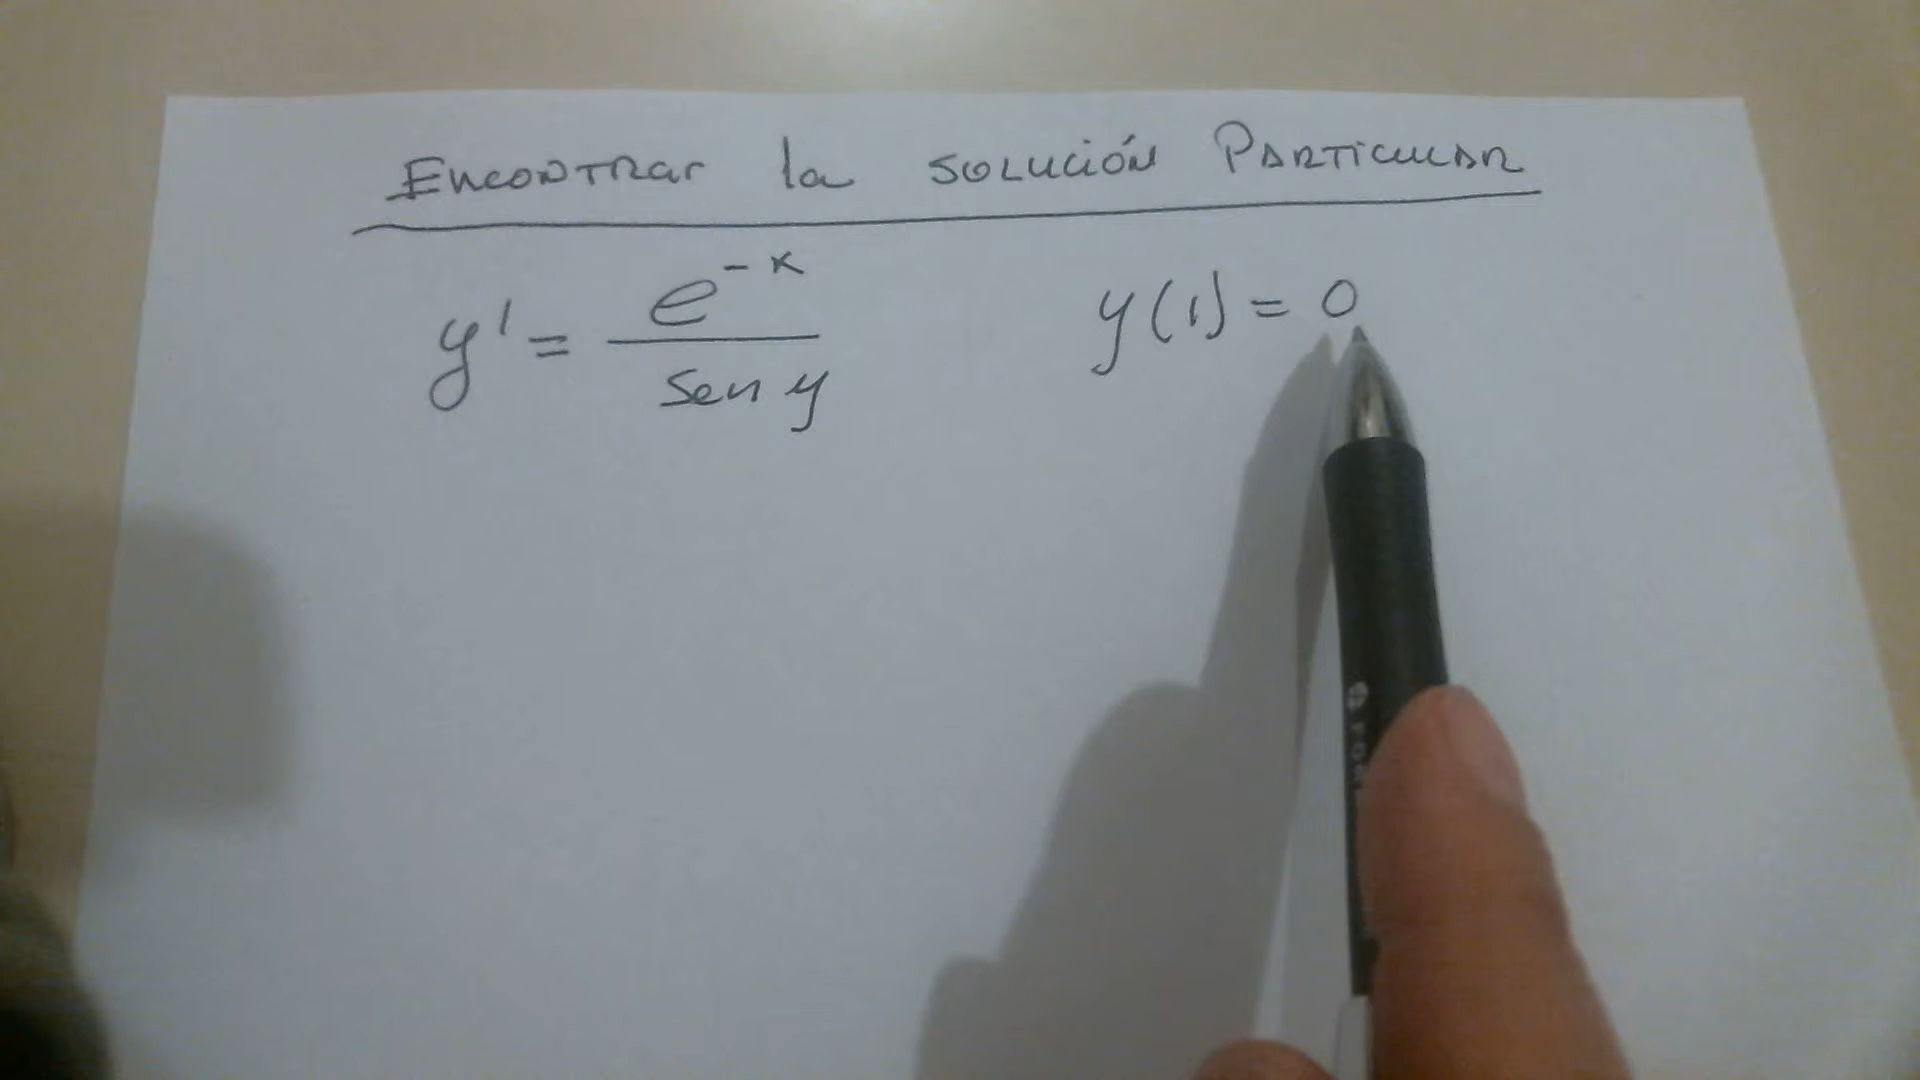 Encontrar la solución Particular
y' = e^{-x} / sen y    y(1) = 0